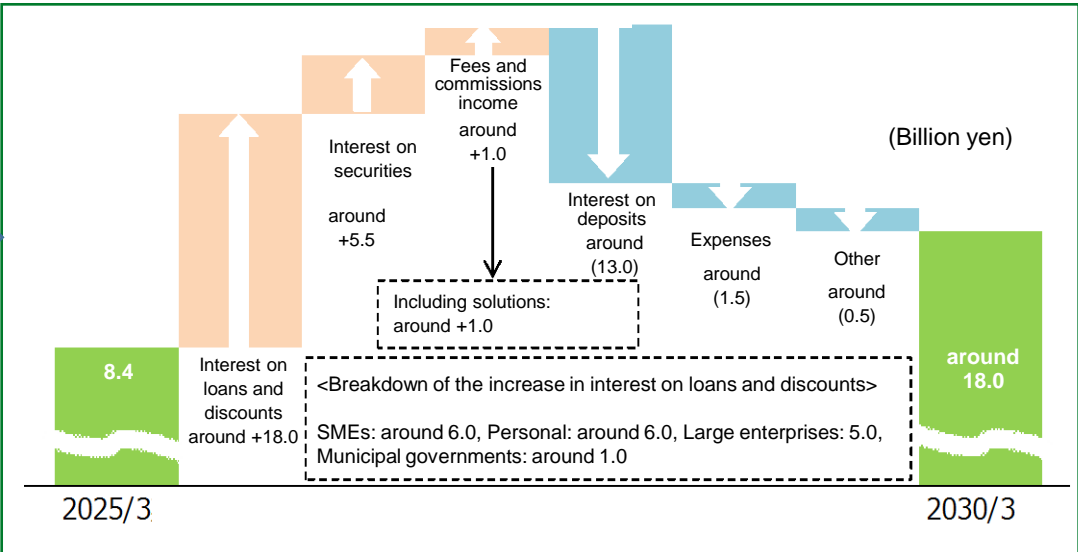 (Billion yen)
8.4
Interest on
loans and
discounts
around +18.0
Interest on
securities
around
+5.5
Fees and
commissions
income
around
+1.0
Including solutions:
around +1.0
Interest on
deposits
around
(13.0)
Expenses
around
(1.5)
Other
around
(0.5)
around
18.0
<Breakdown of the increase in interest on loans and discounts>
SMEs: around 6.0, Personal: around 6.0, Large enterprises: 5.0,
Municipal governments: around 1.0
2025/3
2030/3